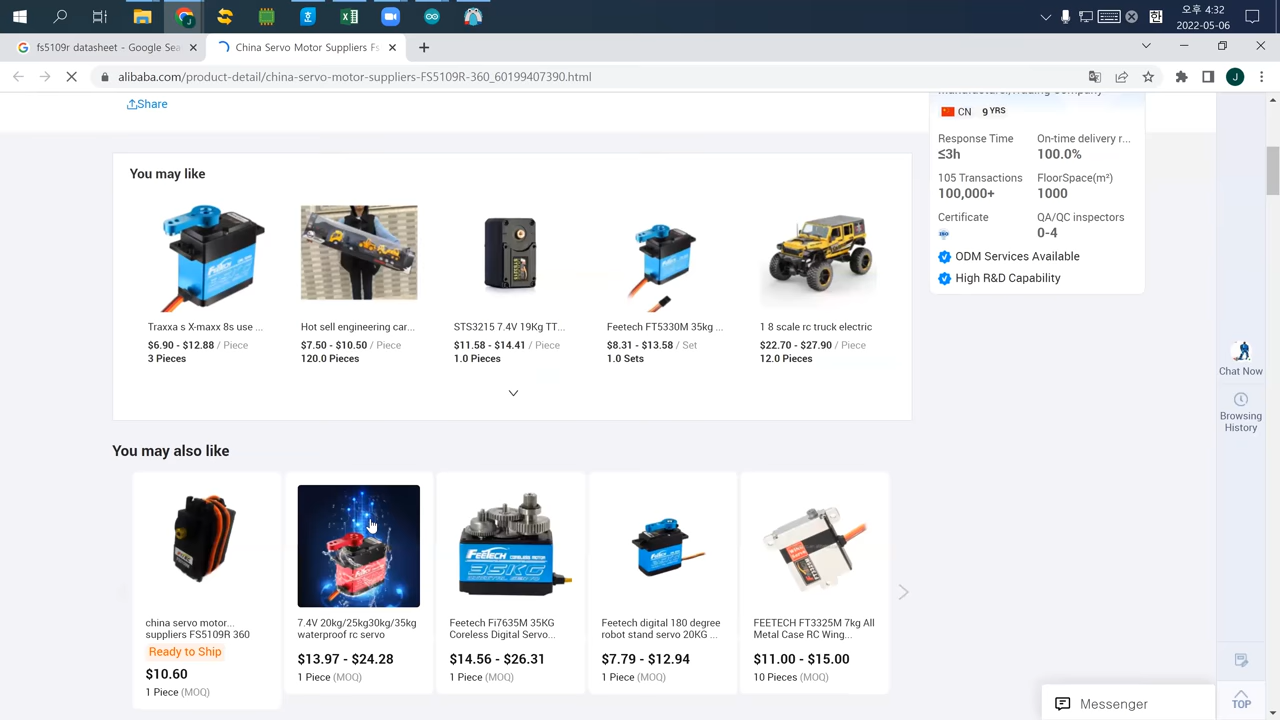 오후 4:32
2022-05-06
fs5109r datasheet - Google Sea
China Servo Motor Suppliers Fs
alibaba.com/product-detail/china-servo-motor-suppliers-FS5109R-360_60199407390.html
J
Share
Manufacturer,Trading Company
CN 9 YRS
Response Time On-time delivery r...
≤3h 100.0%
105 Transactions FloorSpace(m²)
100,000+ 1000
Certificate QA/QC inspectors
ISO 0-4
ODM Services Available
High R&D Capability
You may like
Traxxa s X-maxx 8s use ...
$6.90 - $12.88 / Piece
3 Pieces
Hot sell engineering car...
$7.50 - $10.50 / Piece
120.0 Pieces
STS3215 7.4V 19Kg TT...
$11.58 - $14.41 / Piece
1.0 Pieces
Feetech FT5330M 35kg ...
$8.31 - $13.58 / Set
1.0 Sets
1 8 scale rc truck electric
$22.70 - $27.90 / Piece
12.0 Pieces
Chat Now
Browsing
History
You may also like
china servo motor...
suppliers FS5109R 360
Ready to Ship
$10.60
1 Piece (MOQ)
7.4V 20kg/25kg30kg/35kg
waterproof rc servo
$13.97 - $24.28
1 Piece (MOQ)
FEETECH
CORELESS MOTOR
35KG
Feetech Fi7635M 35KG
Coreless Digital Servo...
$14.56 - $26.31
1 Piece (MOQ)
Feetech digital 180 degree
robot stand servo 20KG ...
$7.79 - $12.94
1 Piece (MOQ)
FEETECH FT3325M 7kg All
Metal Case RC Wing...
$11.00 - $15.00
10 Pieces (MOQ)
Messenger
TOP